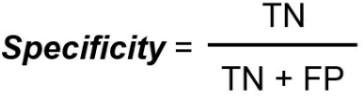 Specificity = TN / TN + FP